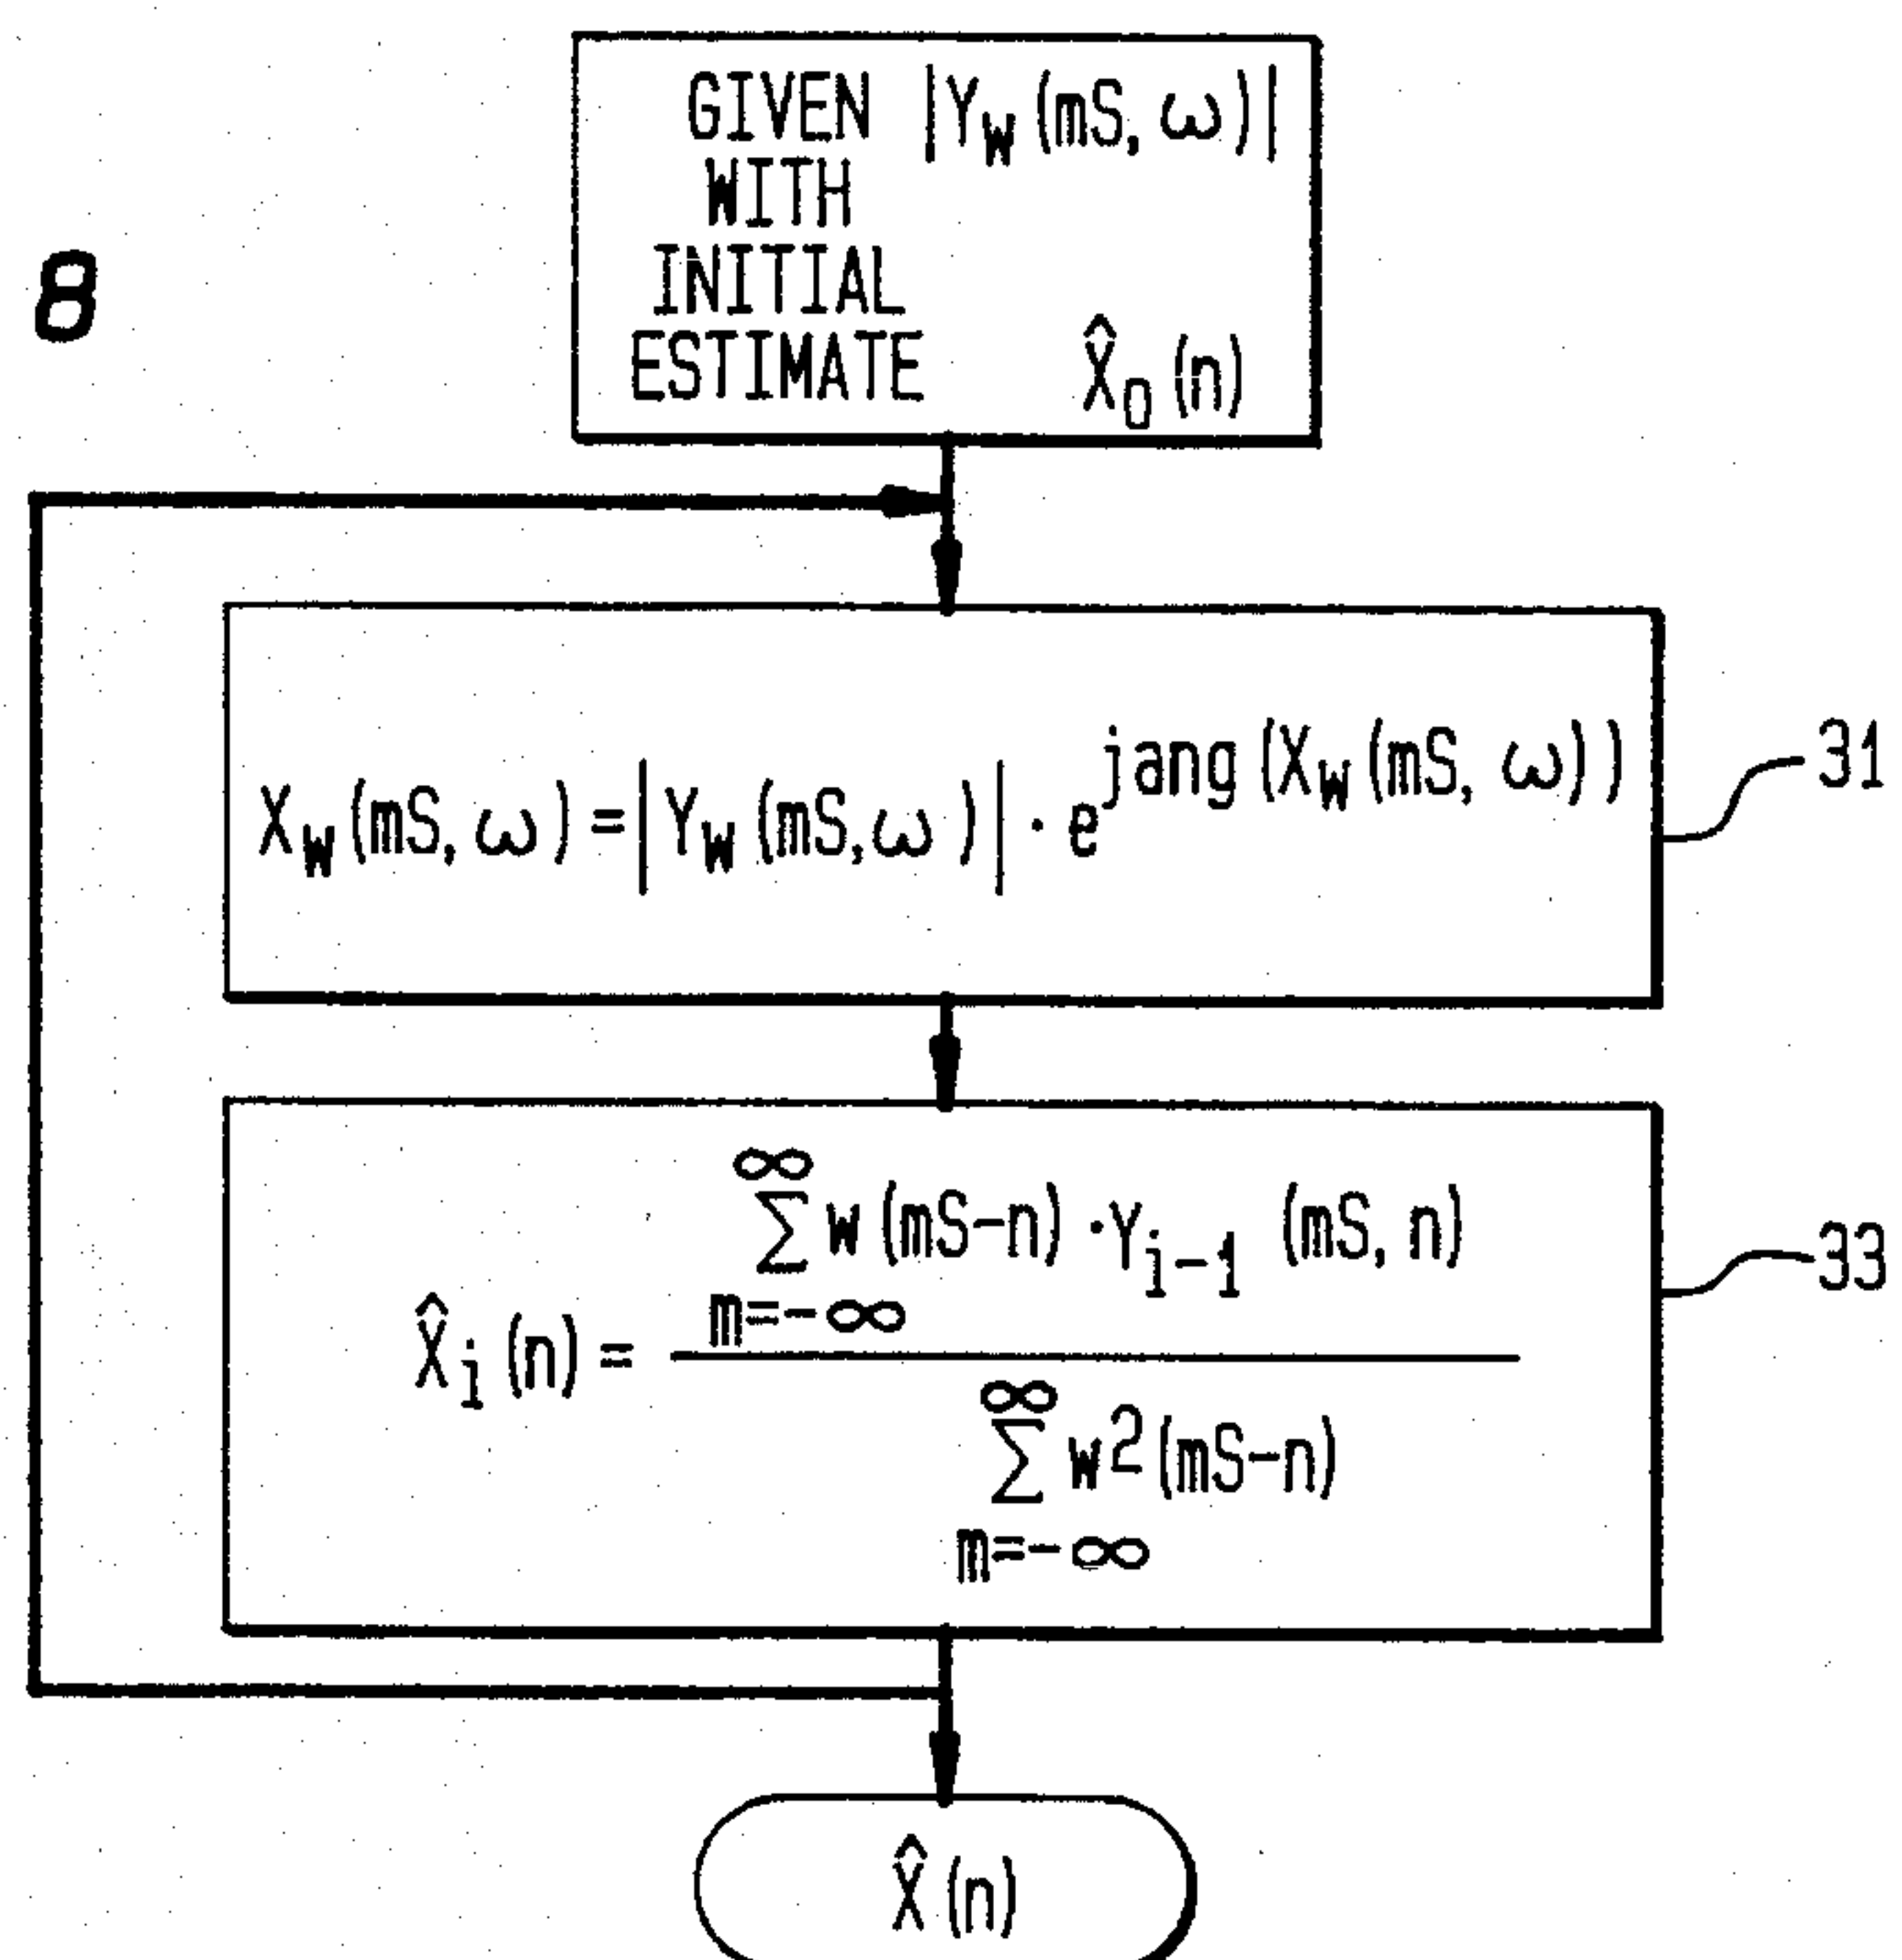 8
GIVEN |Y_W(mS, ω)|
WITH
INITIAL
ESTIMATE X̂_0(n)
X_W(mS, ω) = |Y_W(mS, ω)| · e^{jang(X_W(mS, ω))}
31
∞
∑ w(mS-n) · Y_{i-1} (mS, n)
m=-∞
X̂_i(n) =
∞
∑ w^2(mS-n)
m=-∞
33
X̂(n)